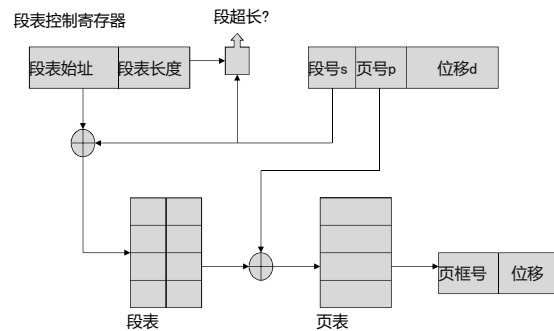 段表控制寄存器
段超长?
段表始址 段表长度
段号s 页号p 位移d
页框号 位移
段表
页表